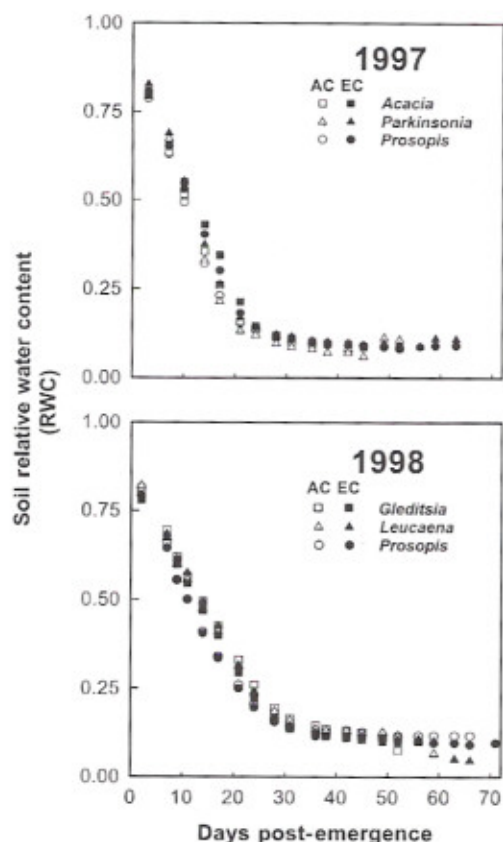 Soil relative water content
(RWC)
1.00
0.75
0.50
0.25
0.00
1997
AC EC
Acacia
Parkinsonia
Prosopis
1.00
0.75
0.50
0.25
0.00
1998
AC EC
Gleditsia
Leucaena
Prosopis
0 10 20 30 40 50 60 70
Days post-emergence